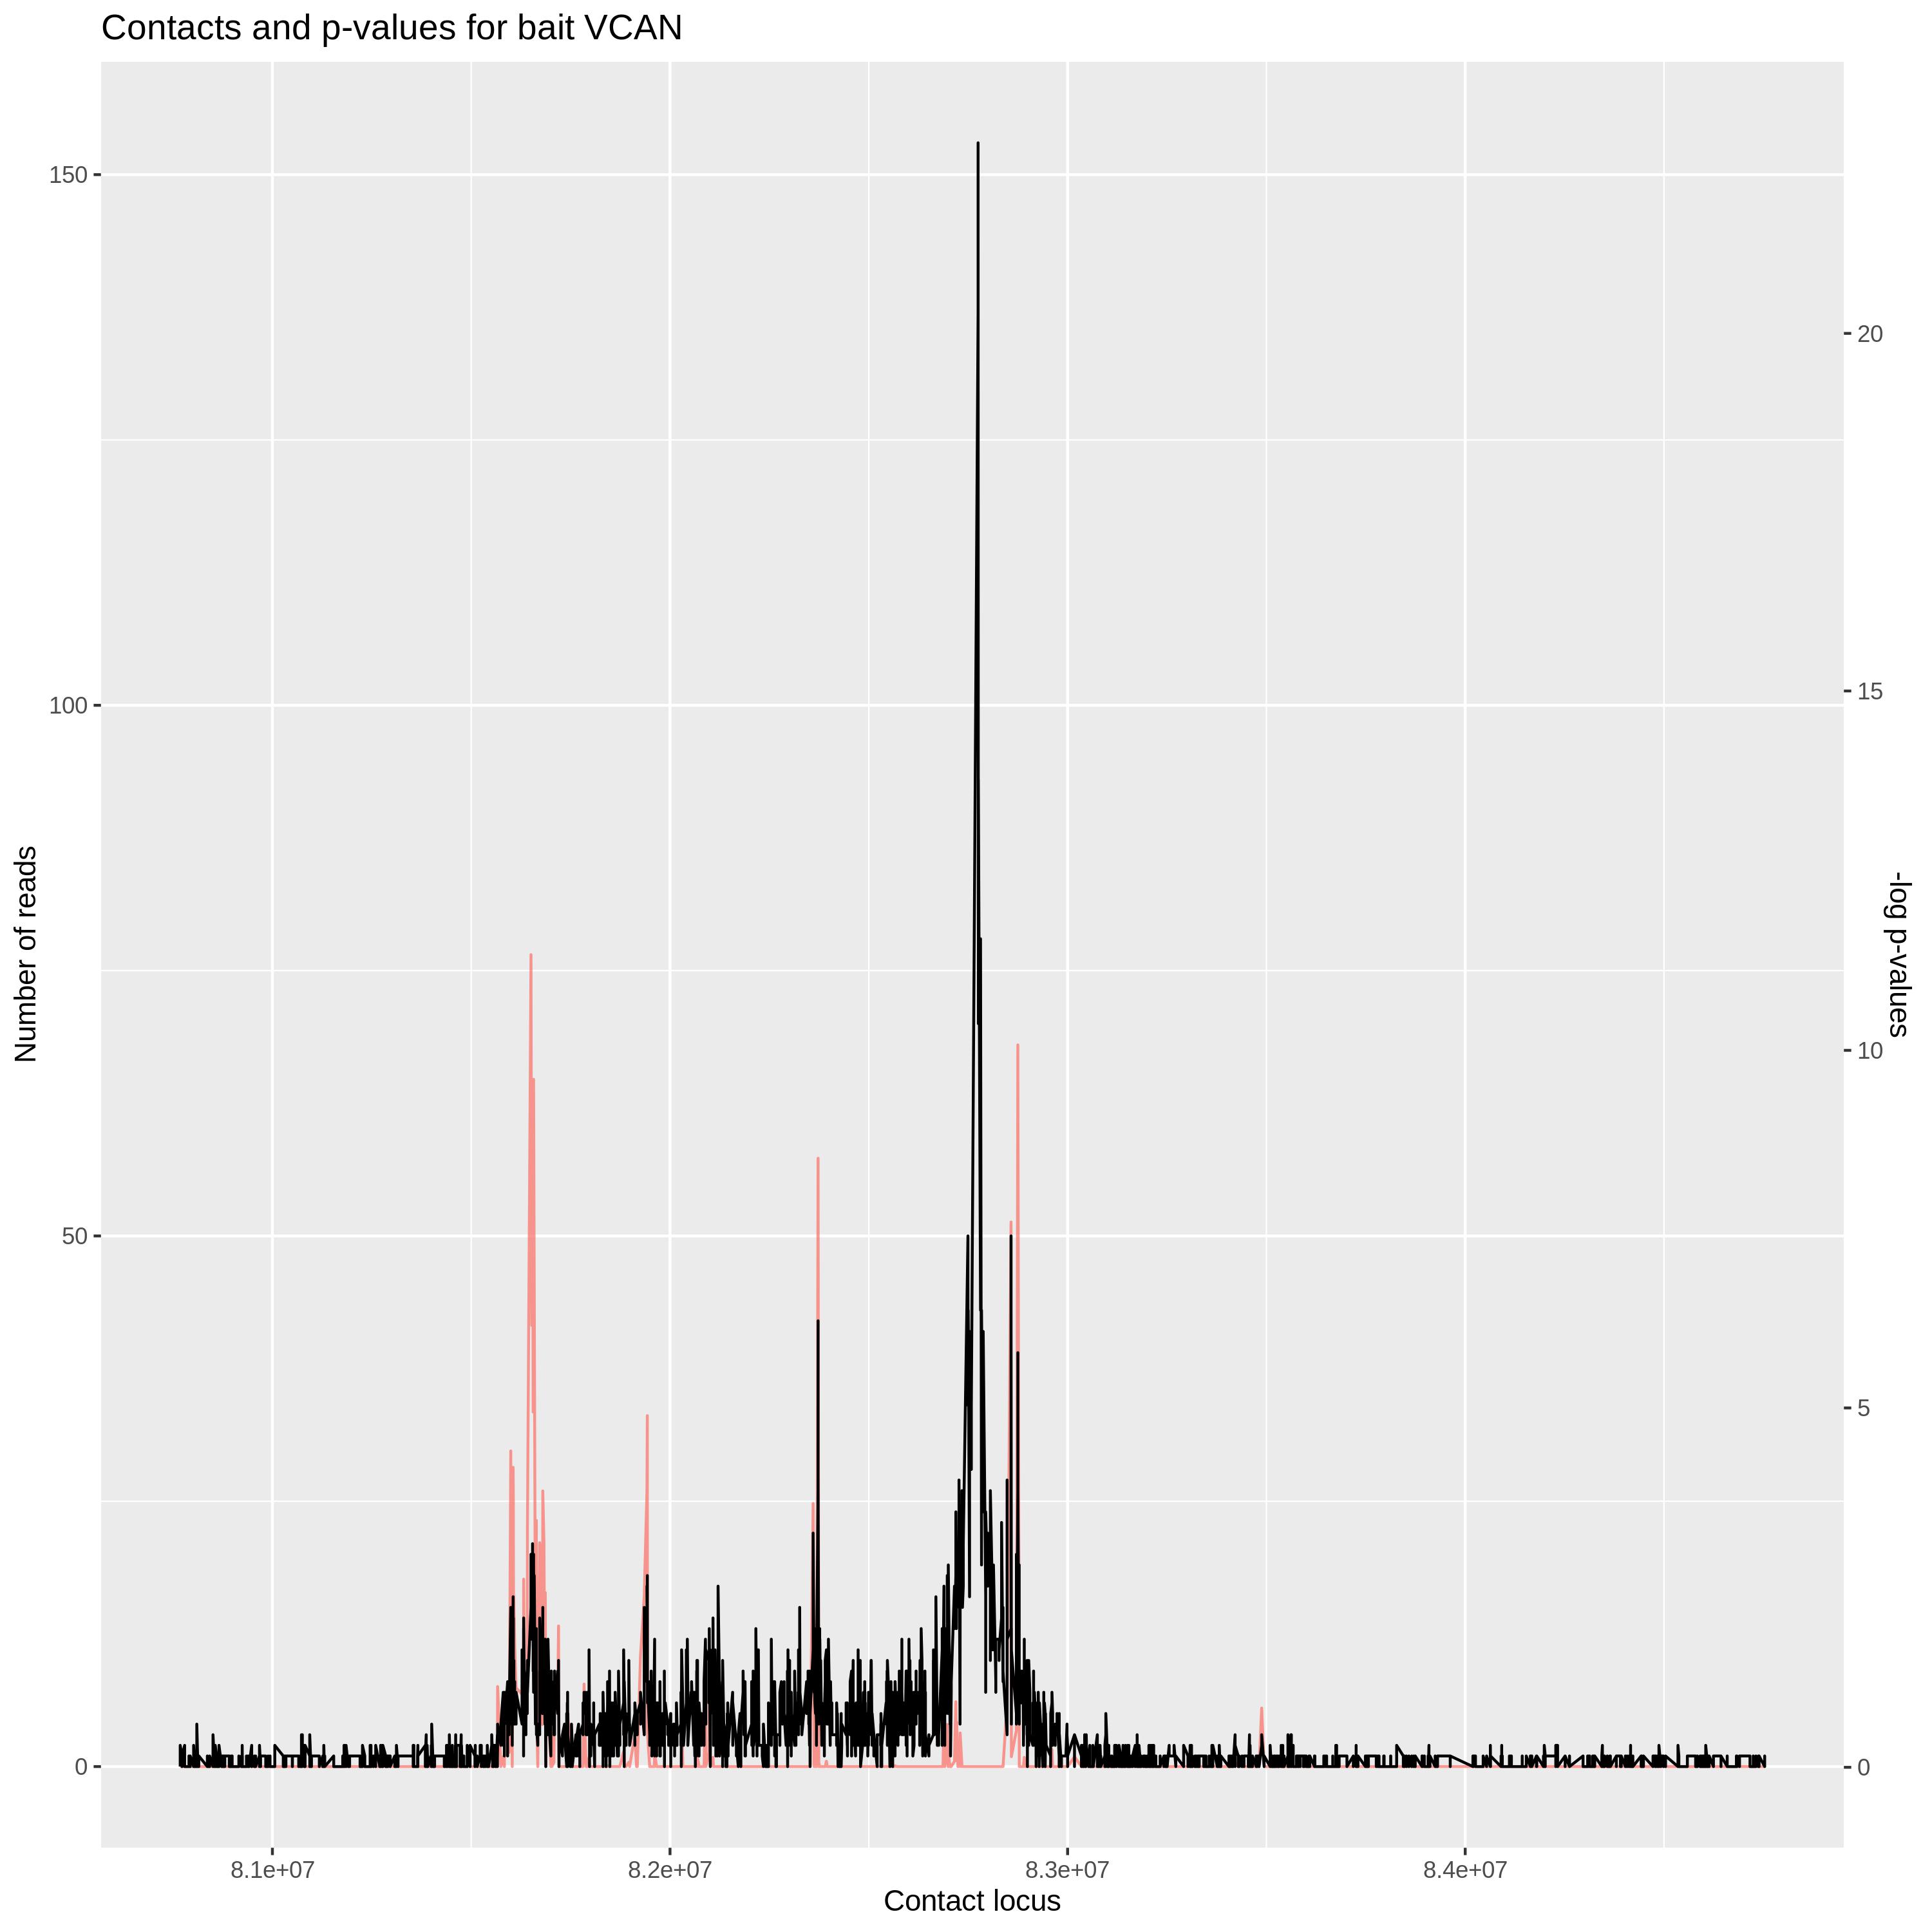 Contacts and p-values for bait VCAN
150
100
50
0
Number of reads
20
15
10
5
0
-log p-values
8.1e+07
8.2e+07
8.3e+07
8.4e+07
Contact locus